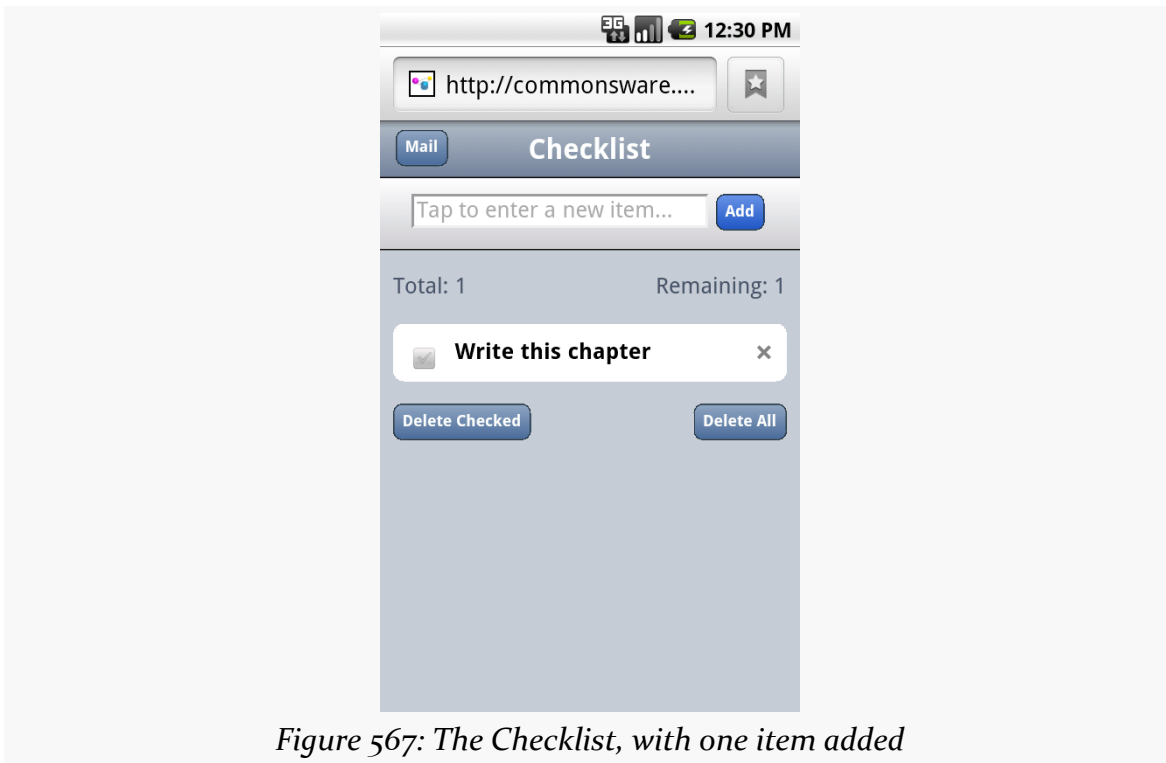 3G 12:30 PM
http://commonsware....
Mail Checklist
Tap to enter a new item... Add
Total: 1 Remaining: 1
Write this chapter ×
Delete Checked Delete All
Figure 567: The Checklist, with one item added